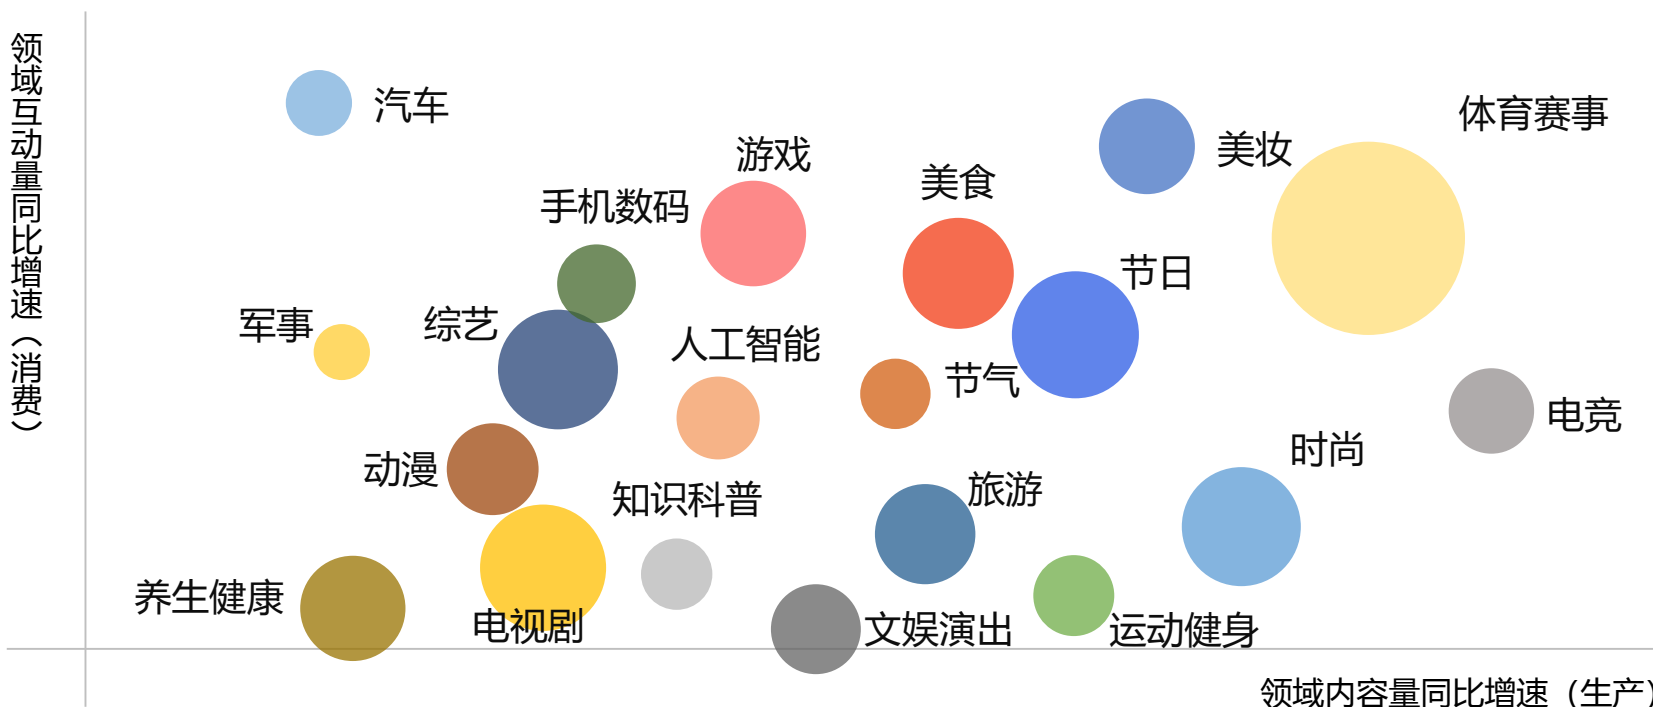 领域互动量同比增速（消费）
汽车
体育赛事
美妆
游戏
美食
手机数码
节日
军事
综艺
人工智能
节气
电竞
时尚
动漫
旅游
知识科普
养生健康
电视剧
文娱演出
运动健身
领域内容量同比增速（生产）